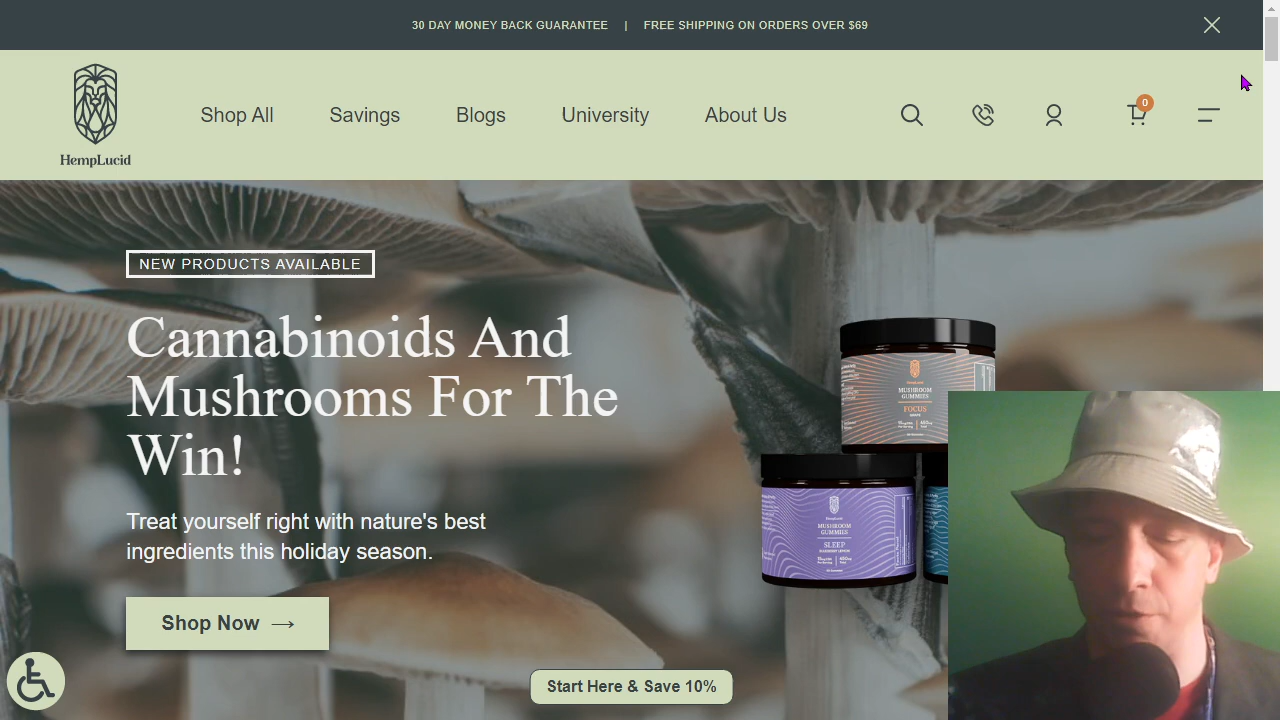 30 DAY MONEY BACK GUARANTEE | FREE SHIPPING ON ORDERS OVER $69
HempLucid
Shop All
Savings
Blogs
University
About Us
0
NEW PRODUCTS AVAILABLE
Cannabinoids And
Mushrooms For The
Win!
Treat yourself right with nature's best
ingredients this holiday season.
Shop Now
MUSHROOM
GUMMIES
FOCUS
HempLucid
MUSHROOM
GUMMIES
SLEEP
Start Here & Save 10%